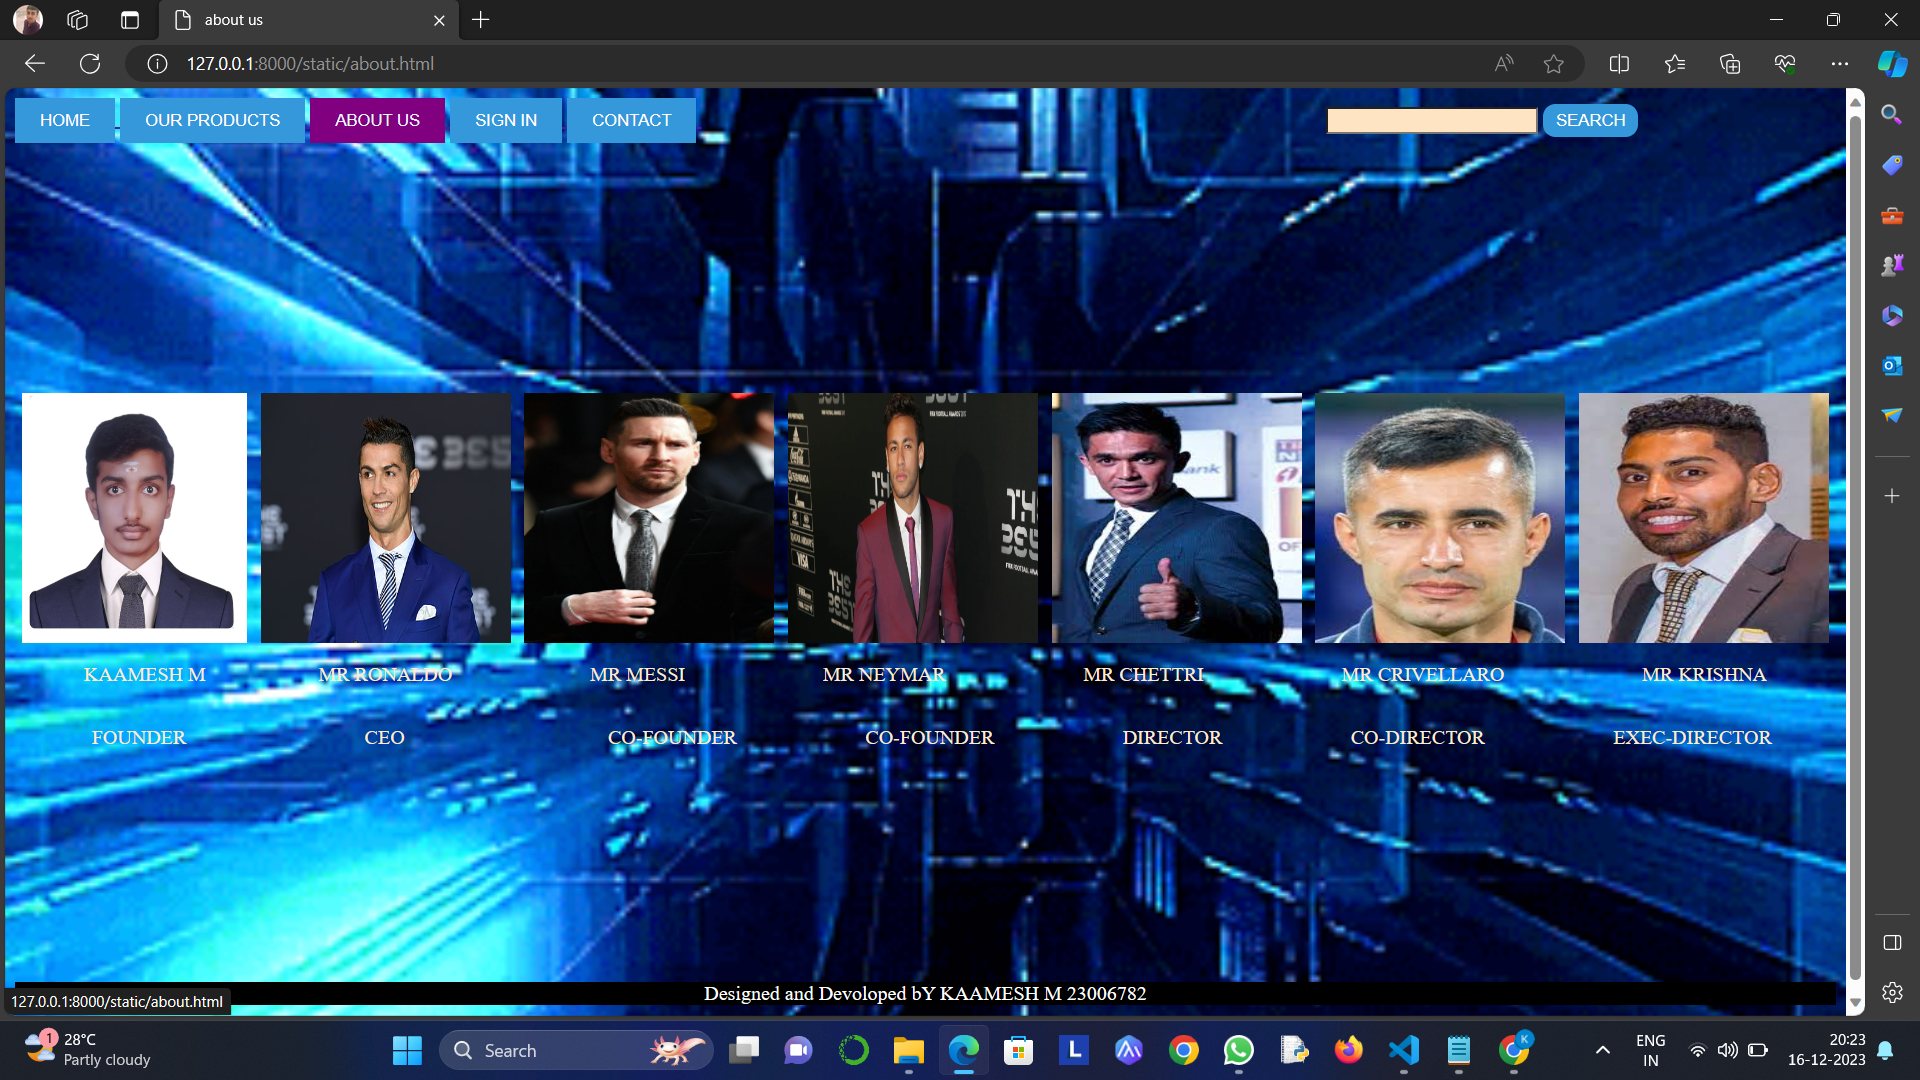 about us
127.0.0.1:8000/static/about.html
HOME OUR PRODUCTS ABOUT US SIGN IN CONTACT SEARCH
KAAMESH M MR RONALDO MR MESSI MR NEYMAR MR CHETTRI MR CRIVELLARO MR KRISHNA
FOUNDER CEO CO-FOUNDER CO-FOUNDER DIRECTOR CO-DIRECTOR EXEC-DIRECTOR
Designed and Devoloped bY KAAMESH M 23006782
127.0.0.1:8000/static/about.html
1
28°C
Partly cloudy
Search
L
K
ENG
IN
20:23
16-12-2023